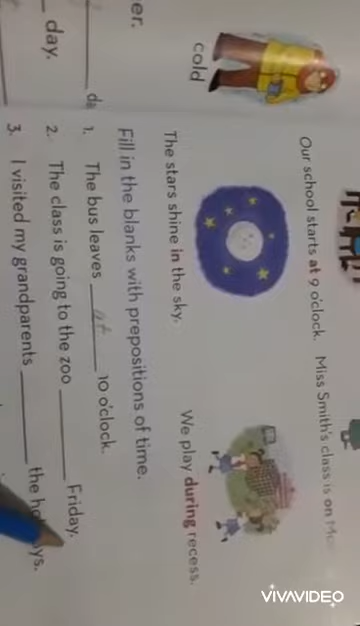 er.
cold
day.
Our school starts at 9 o'clock.
Miss Smith's class is on
The stars shine in the sky.
We play during recess.
Fill in the blanks with prepositions of time.
1. The bus leaves at 10 o'clock.
2. The class is going to the zoo ______ Friday.
3. I visited my grandparents ______ the
VIVAVIDEO